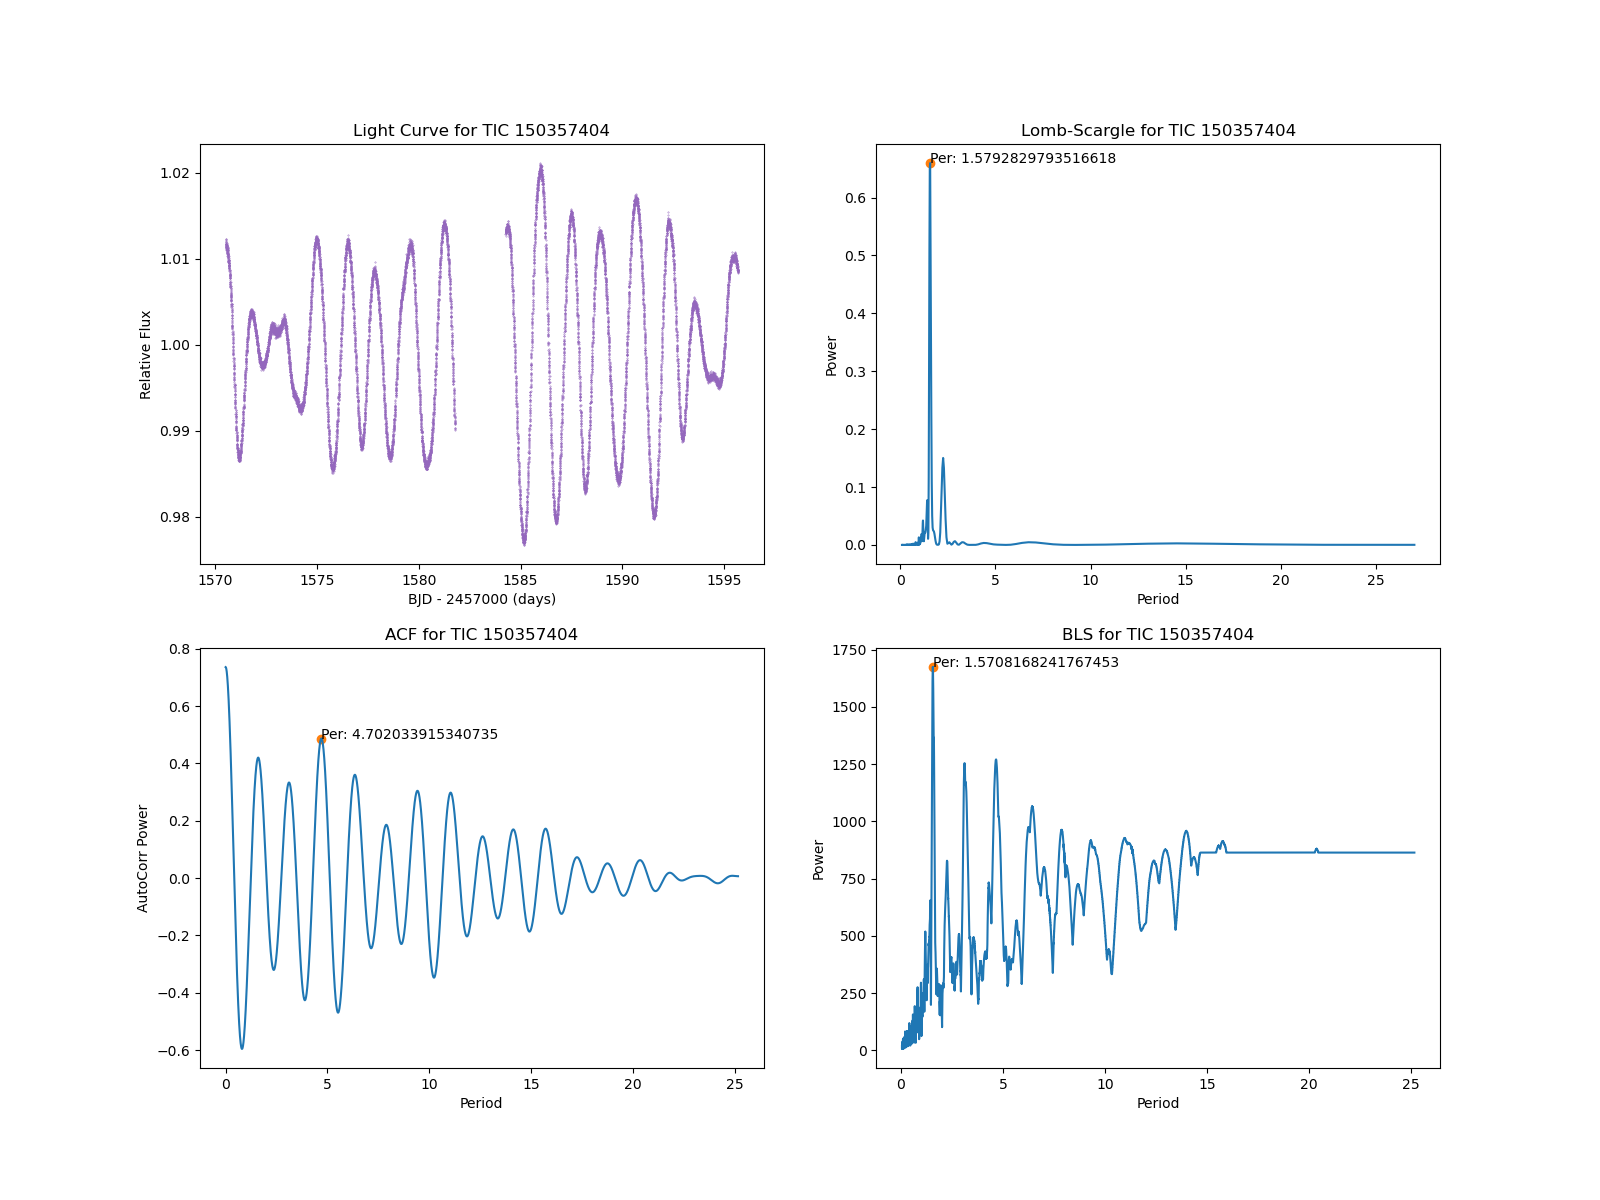 Light Curve for TIC 150357404
1.02
1.01
1.00
0.99
0.98
Relative Flux
1570 1575 1580 1585 1590 1595
BJD - 2457000 (days)
Lomb-Scargle for TIC 150357404
Per: 1.5792829793516618
0.6
0.5
0.4
0.3
0.2
0.1
0.0
Power
0 5 10 15 20 25
Period
ACF for TIC 150357404
Per: 4.702033915340735
0.8
0.6
0.4
0.2
0.0
−0.2
−0.4
−0.6
AutoCorr Power
0 5 10 15 20 25
Period
BLS for TIC 150357404
Per: 1.5708168241767453
1750
1500
1250
1000
750
500
250
0
Power
0 5 10 15 20 25
Period